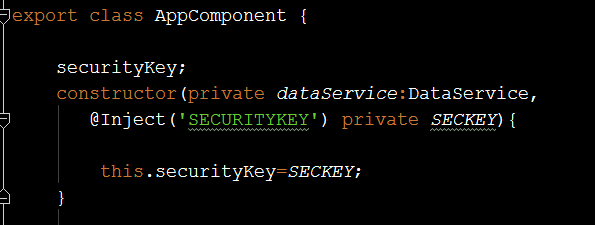 export class AppComponent {
securityKey;
constructor(private dataService:DataService,
@Inject('SECURITYKEY') private SECKEY){
this.securityKey=SECKEY;
}